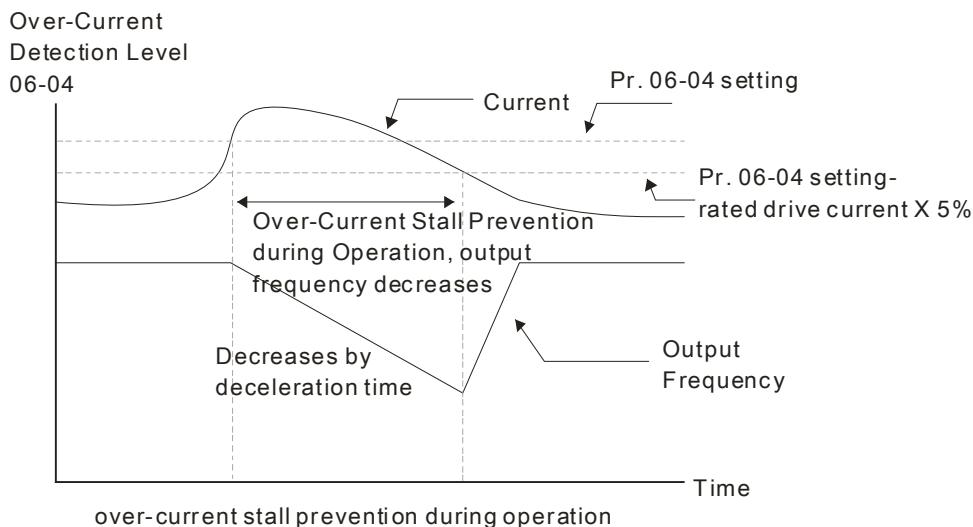 Over-Current
Detection Level
06-04
Pr. 06-04 setting
Current
Pr. 06-04 setting-
rated drive current X 5%
Over-Current Stall Prevention
during Operation, output
frequency decreases
Decreases by
deceleration time
Output
Frequency
Time
over-current stall prevention during operation